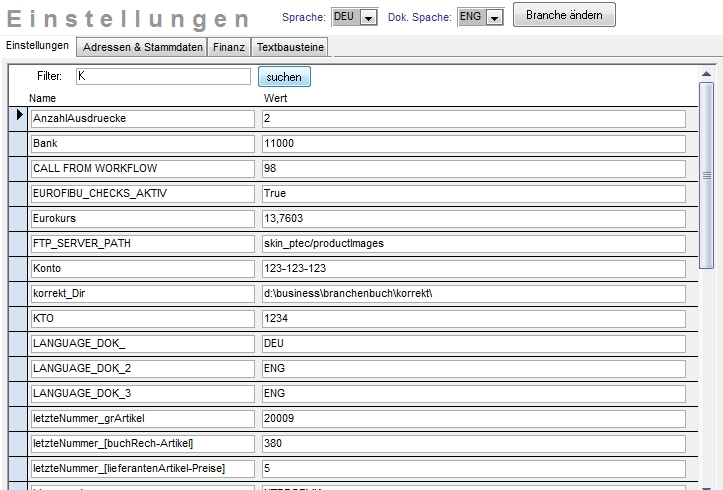 Einstellungen Sprache: DEU Dok. Spache: ENG Branche ändern
Einstellungen Adressen & Stammdaten Finanz Textbausteine
Filter: K suchen
Name Wert
AnzahlAusdruecke 2
Bank 11000
CALL FROM WORKFLOW 98
EUROFIBU_CHECKS_AKTIV True
Eurokurs 13,7603
FTP_SERVER_PATH skin_ptec/productImages
Konto 123-123-123
korrekt_Dir d:\business\branchenbuch\korrekt\
KTO 1234
LANGUAGE_DOK_ DEU
LANGUAGE_DOK_2 ENG
LANGUAGE_DOK_3 ENG
letzteNummer_grArtikel 20009
letzteNummer_[buchRech-Artikel] 380
letzteNummer_[lieferantenArtikel-Preise] 5